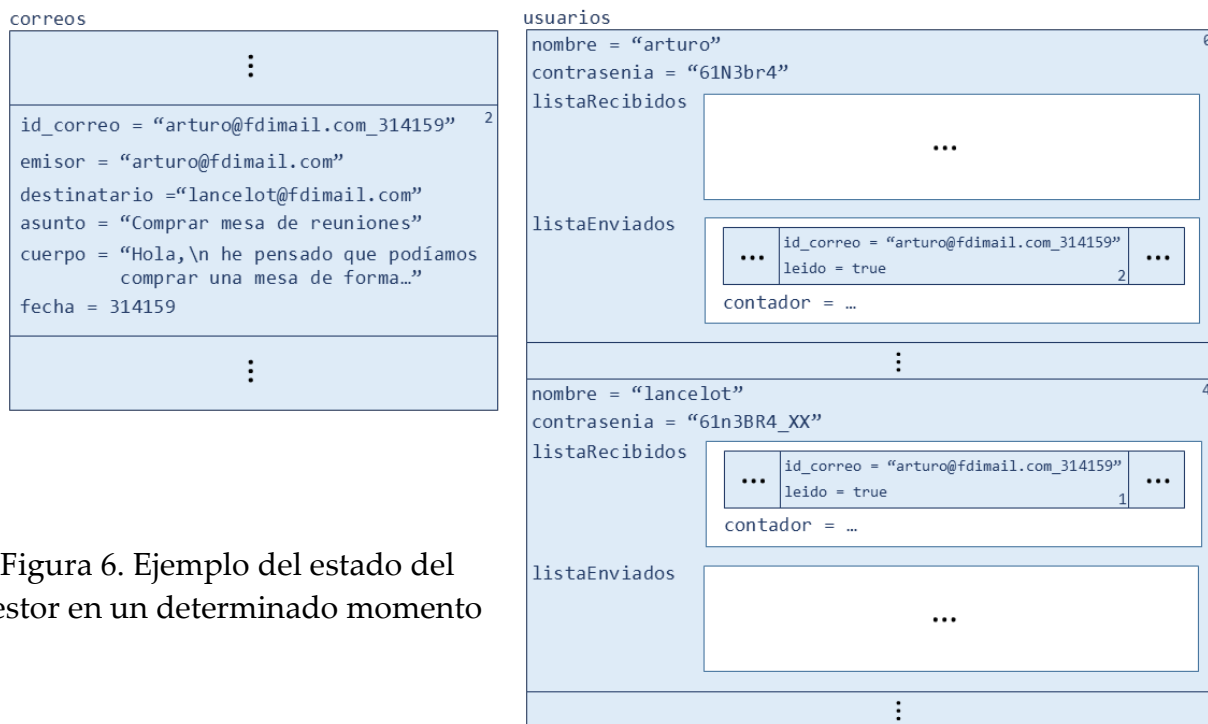 correos
⋮
id_correo = “arturo@fdimail.com_314159” 2
emisor = “arturo@fdimail.com”
destinatario =“lancelot@fdimail.com”
asunto = “Comprar mesa de reuniones”
cuerpo = “Hola,\n he pensado que podíamos
comprar una mesa de forma…”
fecha = 314159
⋮
Figura 6. Ejemplo del estado del
estor en un determinado momento
usuarios
nombre = “arturo”
contrasenia = “61N3br4”
listaRecibidos
…
listaEnviados
… id_correo = “arturo@fdimail.com_314159” …
leido = true 2
contador = …
⋮
nombre = “lancelot” 4
contrasenia = “61n3BR4_XX”
listaRecibidos
… id_correo = “arturo@fdimail.com_314159” …
leido = true 1
contador = …
listaEnviados
…
⋮